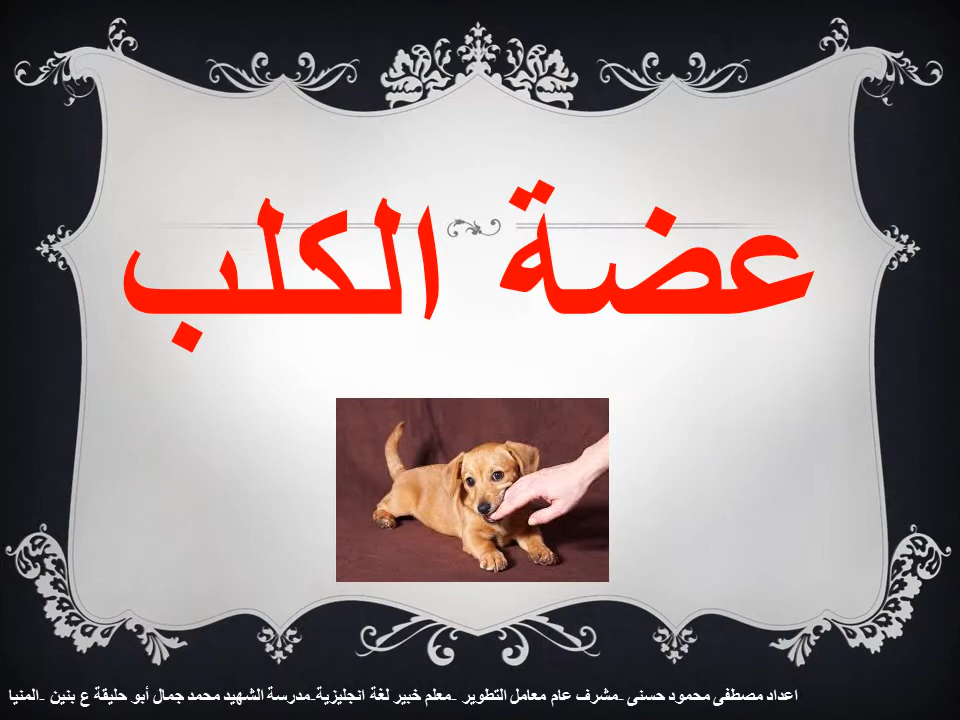 عضة الكلب
اعداد مصطفى محمود حسنى -مشرف عام معامل التطوير -معلم خبير لغة انجليزية-مدرسة الشهيد محمد جمال أبو حليقة ع بنين -المنيا